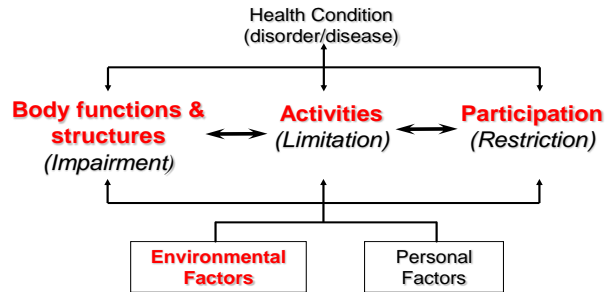 Health Condition
(disorder/disease)
Body functions &
structures
(Impairment)
Activities
(Limitation)
Participation
(Restriction)
Environmental
Factors
Personal
Factors